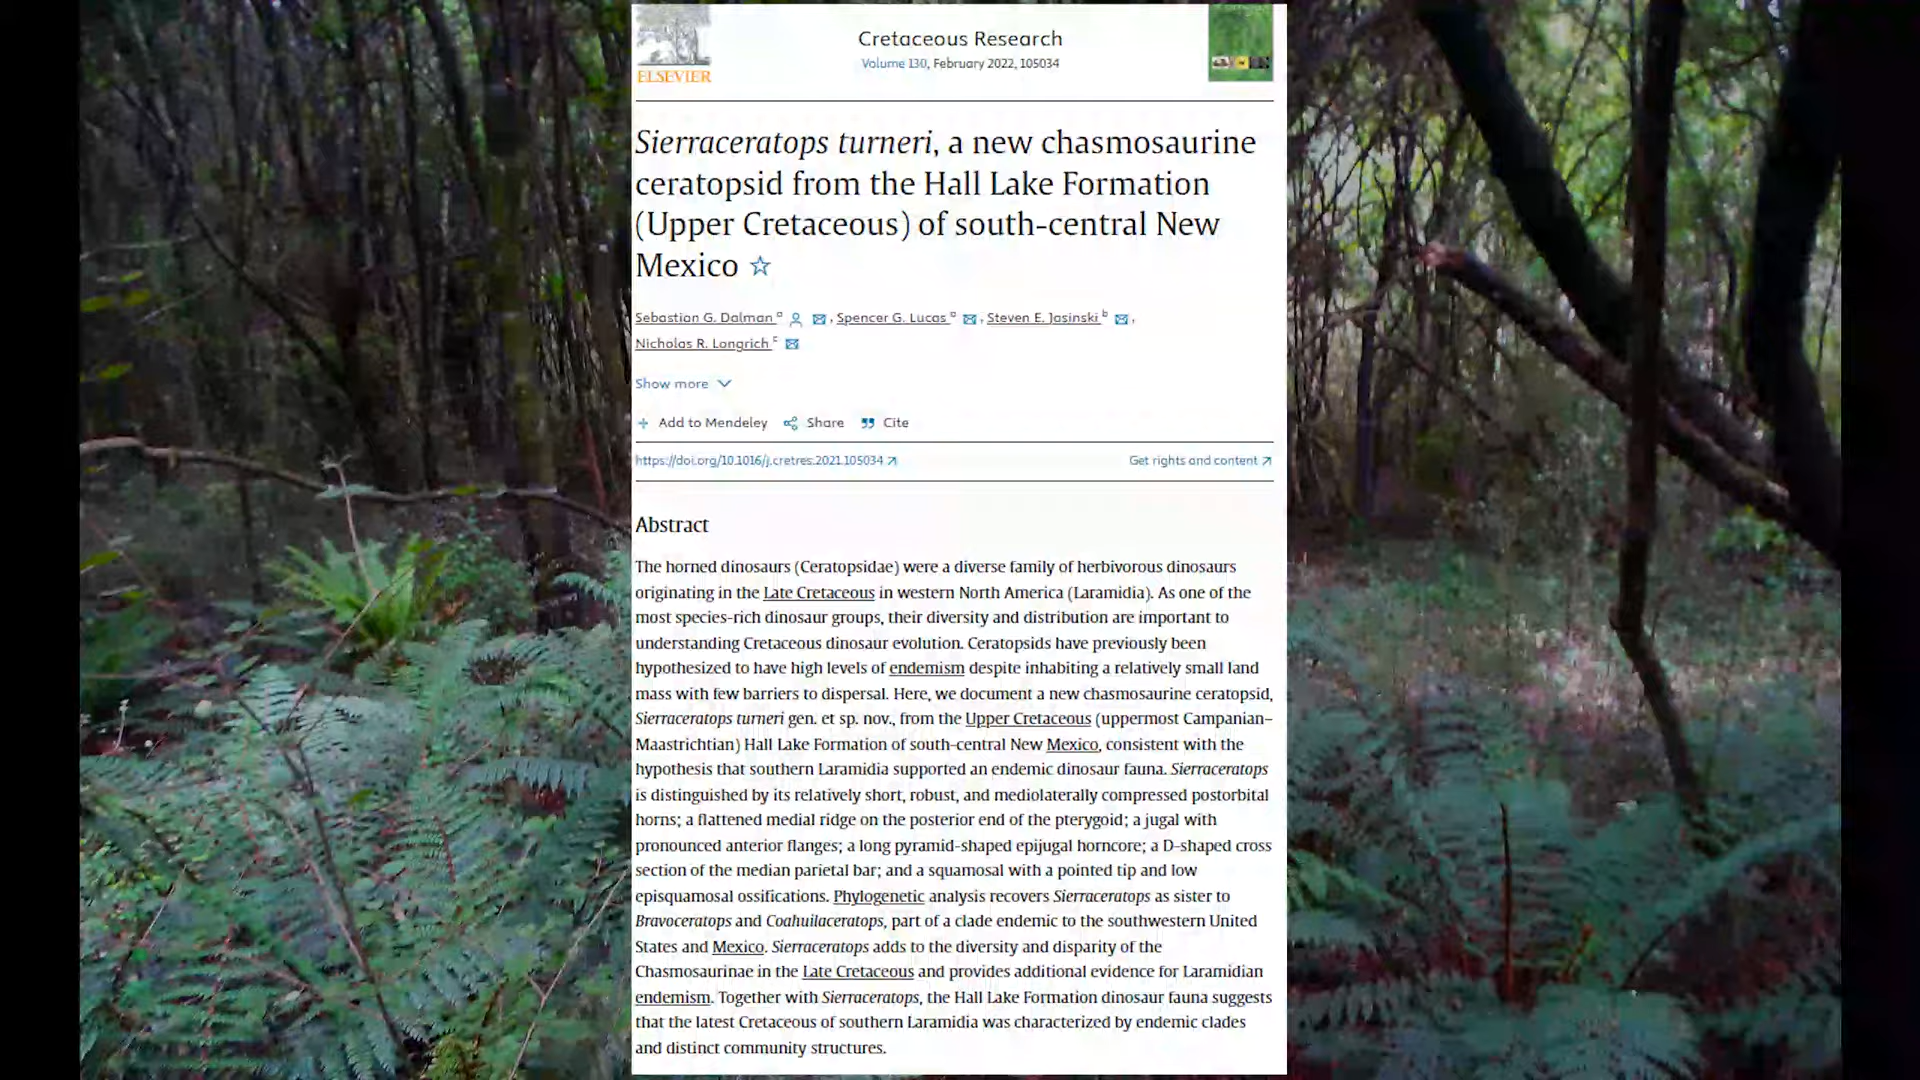 ELSEVIER
Cretaceous Research
Volume 130, February 2022, 105034
Sierraceratops turneri, a new chasmosaurine
ceratopsid from the Hall Lake Formation
(Upper Cretaceous) of south-central New
Mexico ☆
Sebastian G. Dalman a, Spencer G. Lucas a, Steven E. Jasinski b,
Nicholas R. Longrich c
Show more
Add to Mendeley Share Cite
https://doi.org/10.1016/j.cretres.2021.105034 Get rights and content
Abstract
The horned dinosaurs (Ceratopsidae) were a diverse family of herbivorous dinosaurs
originating in the Late Cretaceous in western North America (Laramidia). As one of the
most species-rich dinosaur groups, their diversity and distribution are important to
understanding Cretaceous dinosaur evolution. Ceratopsids have previously been
hypothesized to have high levels of endemism despite inhabiting a relatively small land
mass with few barriers to dispersal. Here, we document a new chasmosaurine ceratopsid,
Sierraceratops turneri gen. et sp. nov., from the Upper Cretaceous (uppermost Campanian–
Maastrichtian) Hall Lake Formation of south-central New Mexico, consistent with the
hypothesis that southern Laramidia supported an endemic dinosaur fauna. Sierraceratops
is distinguished by its relatively short, robust, and mediolaterally compressed postorbital
horns; a flattened medial ridge on the posterior end of the pterygoid; a jugal with
pronounced anterior flanges; a long pyramid-shaped epijugal horncore; a D-shaped cross
section of the median parietal bar; and a squamosal with a pointed tip and low
episquamosal ossifications. Phylogenetic analysis recovers Sierraceratops as sister to
Bravoceratops and Coahuilaceratops, part of a clade endemic to the southwestern United
States and Mexico. Sierraceratops adds to the diversity and disparity of the
Chasmosaurinae in the Late Cretaceous and provides additional evidence for Laramidian
endemism. Together with Sierraceratops, the Hall Lake Formation dinosaur fauna suggests
that the latest Cretaceous of southern Laramidia was characterized by endemic clades
and distinct community structures.